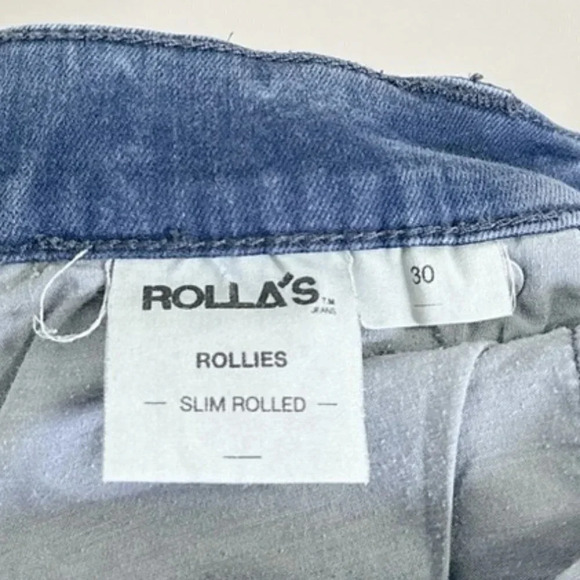 ROLLA'S TM
JEANS
ROLLIES
— SLIM ROLLED —
30